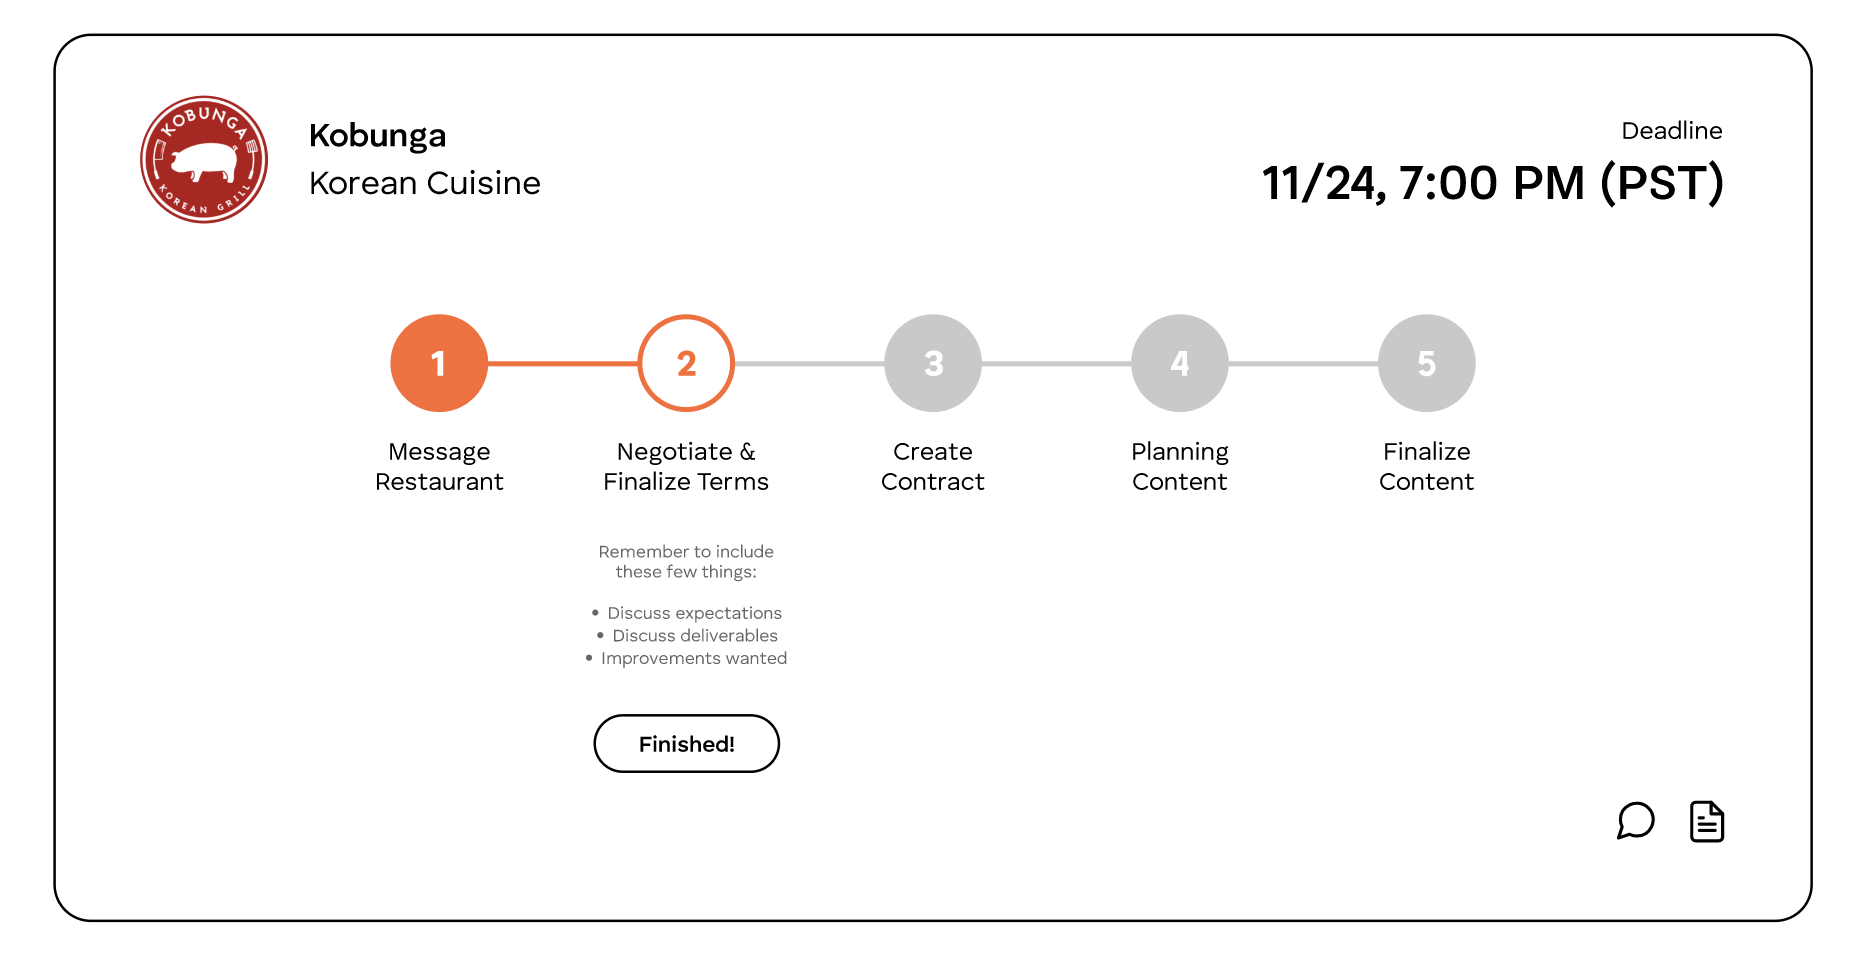 KOBUNGA
KOREAN GRILL
Kobunga
Korean Cuisine
Deadline
11/24, 7:00 PM (PST)
1
2
3
4
5
Message
Restaurant
Negotiate &
Finalize Terms
Create
Contract
Planning
Content
Finalize
Content
Remember to include
these few things:
• Discuss expectations
• Discuss deliverables
• Improvements wanted
Finished!